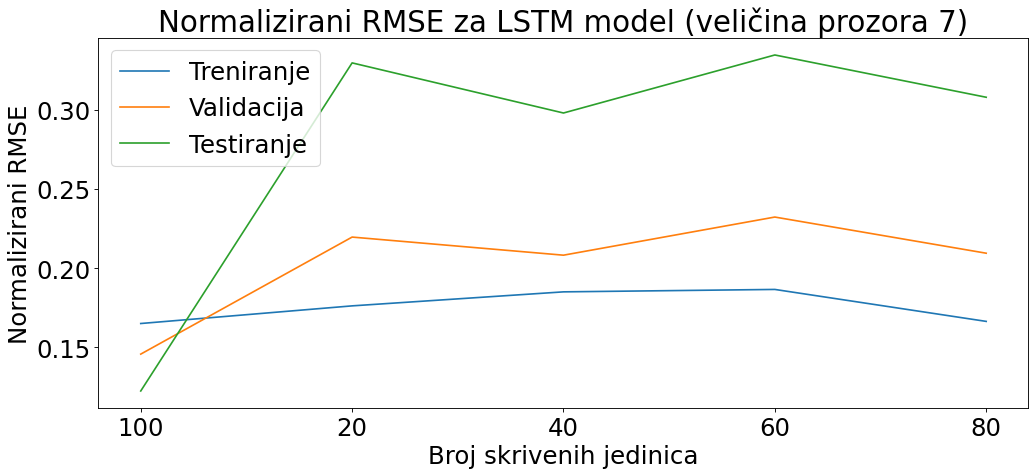 Normalizirani RMSE za LSTM model (veličina prozora 7)
Treniranje
Validacija
Testiranje
Normalizirani RMSE
0.30
0.25
0.20
0.15
100 20 40 60 80
Broj skrivenih jedinica